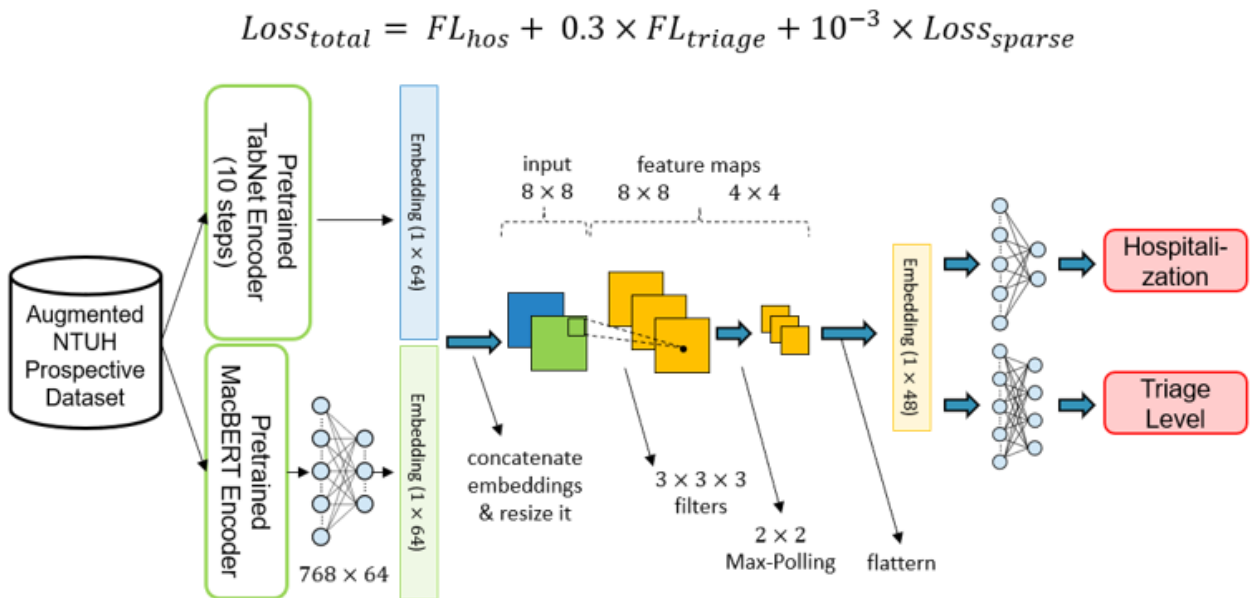 Loss_total = FL_hos + 0.3 × FL_triage + 10⁻³ × Loss_sparse
Augmented
NTUH
Prospective
Dataset
Pretrained
TabNet Encoder
(10 steps)
Pretrained
MacBERT Encoder
768 × 64
Embedding (1 × 64)
Embedding (1 × 64)
concatenate
embeddings
& resize it
input
8 × 8
feature maps
8 × 8
4 × 4
3 × 3 × 3
filters
2 × 2
Max-Polling
flattern
Embedding (1 × 48)
Hospitali-
zation
Triage
Level